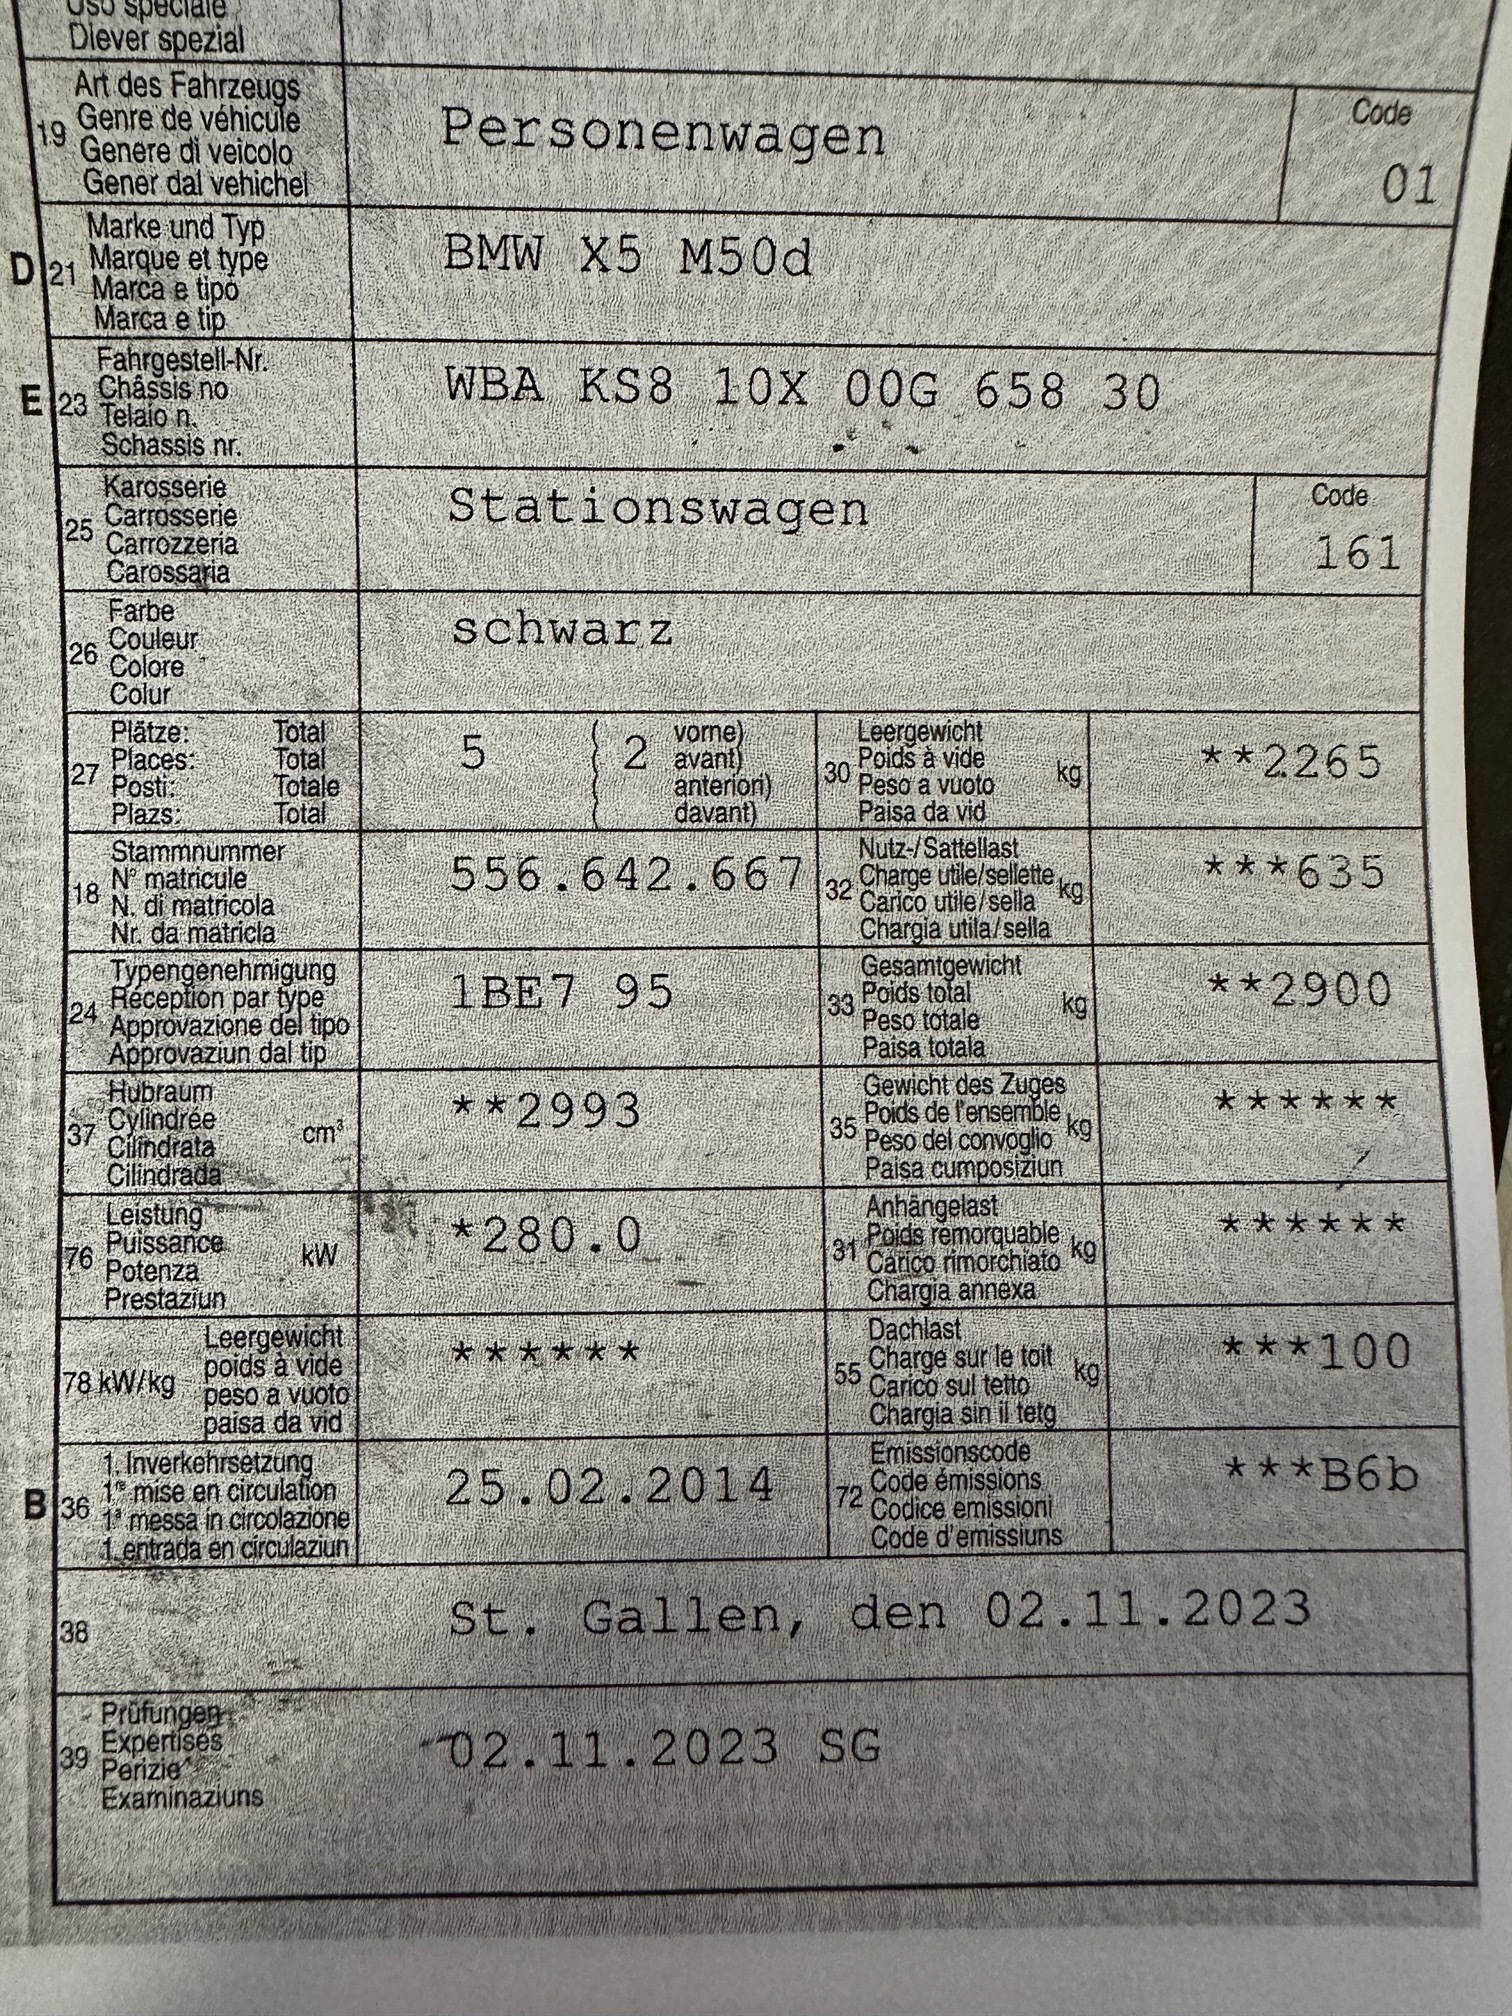 Uso speciale
Diever spezial
19 Art des Fahrzeugs
Genre de véhicule
Genere di veicolo
Gener dal vehichel
Personenwagen
Code
01
D 21 Marke und Typ
Marque et type
Marca e tipo
Marca e tip
BMW X5 M50d
E 23 Fahrgestell-Nr.
Châssis no
Telaio n.
Schassis nr.
WBA KS8 10X 00G 658 30
25 Karosserie
Carrosserie
Carrozzeria
Carossaria
Stationswagen
Code
161
26 Farbe
Couleur
Colore
Colur
schwarz
27 Plätze: Total
Places: Total
Posti: Totale
Plazs: Total
5 ( 2 vorne)
( avant)
( anteriori)
( davant)
30 Leergewicht
Poids à vide kg
Peso a vuoto
Paisa da vid
**2265
18 Stammnummer
N° matricule
N. di matricola
Nr. da matricla
556.642.667
32 Nutz-/Sattellast
Charge utile/sellette kg
Carico utile/sella
Chargia utila/sella
***635
24 Typengenehmigung
Réception par type
Approvazione del tipo
Approvaziun dal tip
1BE7 95
33 Gesamtgewicht
Poids total kg
Peso totale
Paisa totala
**2900
37 Hubraum
Cylindrée cm³
Cilindrata
Cilindrada
**2993
35 Gewicht des Zuges
Poids de l'ensemble kg
Peso del convoglio
Paisa cumposiziun
******
76 Leistung
Puissance kW
Potenza
Prestaziun
*280.0
31 Anhängelast
Poids remorquable kg
Carico rimorchiato
Chargia annexa
******
78 kW/kg Leergewicht
poids à vide
peso a vuoto
paisa da vid
******
55 Dachlast
Charge sur le toit kg
Carico sul tetto
Chargia sin il tetg
***100
B 36 1. Inverkehrsetzung
1re mise en circulation
1a messa in circolazione
1. entrada en circulaziun
25.02.2014
72 Emissionscode
Code émissions
Codice emissioni
Code d'emissiuns
***B6b
38 St. Gallen, den 02.11.2023
39 Prüfungen
Expertises
Perizie
Examinaziuns
02.11.2023 SG